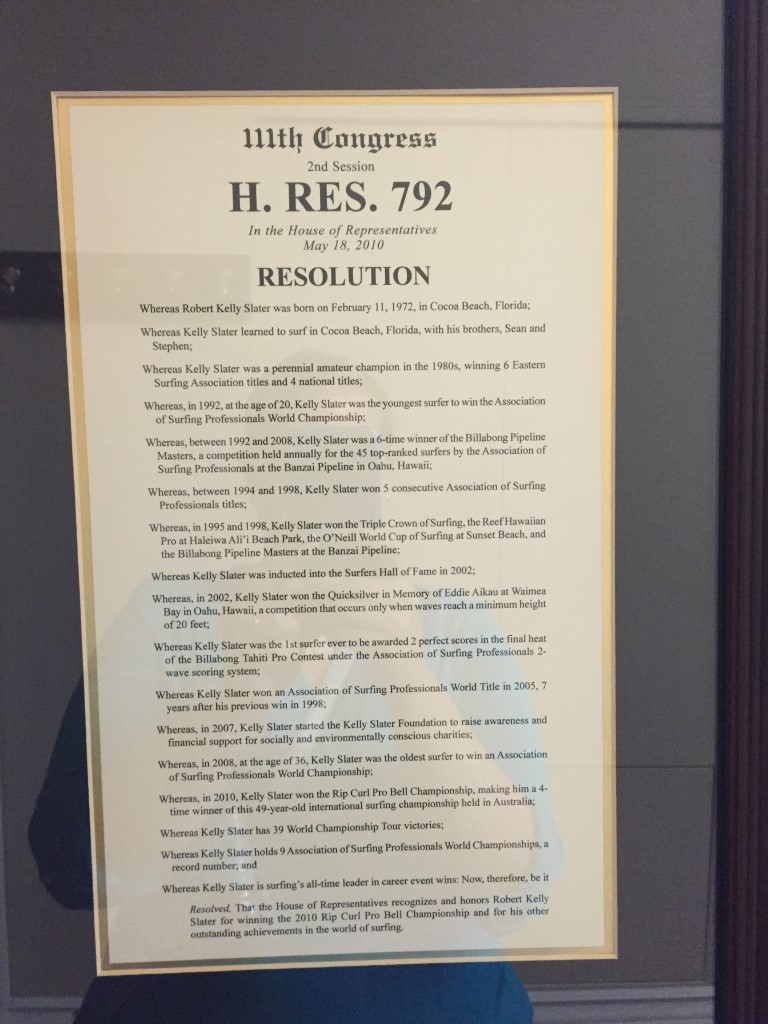 111th Congress
2nd Session
H. RES. 792
In the House of Representatives
May 18, 2010
RESOLUTION
Whereas Robert Kelly Slater was born on February 11, 1972, in Cocoa Beach, Florida;
Whereas Kelly Slater learned to surf in Cocoa Beach, Florida, with his brothers, Sean and
Stephen;
Whereas Kelly Slater was a perennial amateur champion in the 1980s, winning 6 Eastern
Surfing Association titles and 4 national titles;
Whereas, in 1992, at the age of 20, Kelly Slater was the youngest surfer to win the Association
of Surfing Professionals World Championship;
Whereas, between 1992 and 2008, Kelly Slater was a 6-time winner of the Billabong Pipeline
Masters, a competition held annually for the 45 top-ranked surfers by the Association of
Surfing Professionals at the Banzai Pipeline in Oahu, Hawaii;
Whereas, between 1994 and 1998, Kelly Slater won 5 consecutive Association of Surfing
Professionals titles;
Whereas, in 1995 and 1998, Kelly Slater won the Triple Crown of Surfing, the Reef Hawaiian
Pro at Haleiwa Ali'i Beach Park, the O'Neill World Cup of Surfing at Sunset Beach, and
the Billabong Pipeline Masters at the Banzai Pipeline;
Whereas Kelly Slater was inducted into the Surfers Hall of Fame in 2002;
Whereas, in 2002, Kelly Slater won the Quicksilver in Memory of Eddie Aikau at Waimea
Bay in Oahu, Hawaii, a competition that occurs only when waves reach a minimum height
of 20 feet;
Whereas Kelly Slater was the 1st surfer ever to be awarded 2 perfect scores in the final heat
of the Billabong Tahiti Pro Contest under the Association of Surfing Professionals 2-
wave scoring system;
Whereas Kelly Slater won an Association of Surfing Professionals World Title in 2005, 7
years after his previous win in 1998;
Whereas, in 2007, Kelly Slater started the Kelly Slater Foundation to raise awareness and
financial support for socially and environmentally conscious charities;
Whereas, in 2008, at the age of 36, Kelly Slater was the oldest surfer to win an Association
of Surfing Professionals World Championship;
Whereas, in 2010, Kelly Slater won the Rip Curl Pro Bell Championship, making him a 4-
time winner of this 49-year-old international surfing championship held in Australia;
Whereas Kelly Slater has 39 World Championship Tour victories;
Whereas Kelly Slater holds 9 Association of Surfing Professionals World Championships, a
record number; and
Whereas Kelly Slater is surfing's all-time leader in career event wins: Now, therefore, be it
Resolved, That the House of Representatives recognizes and honors Robert Kelly
Slater for winning the 2010 Rip Curl Pro Bell Championship and for his other
outstanding achievements in the world of surfing.